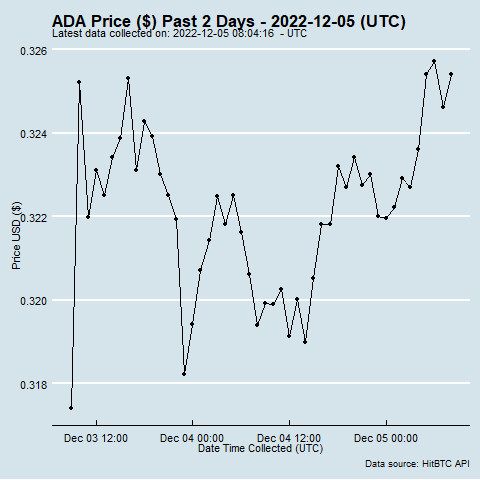 ADA Price ($) Past 2 Days - 2022-12-05 (UTC)
Latest data collected on: 2022-12-05 08:04:16 - UTC
0.326
0.324
0.322
0.320
0.318
Price USD ($)
Dec 03 12:00 Dec 04 00:00 Dec 04 12:00 Dec 05 00:00
Date Time Collected (UTC)
Data source: HitBTC API